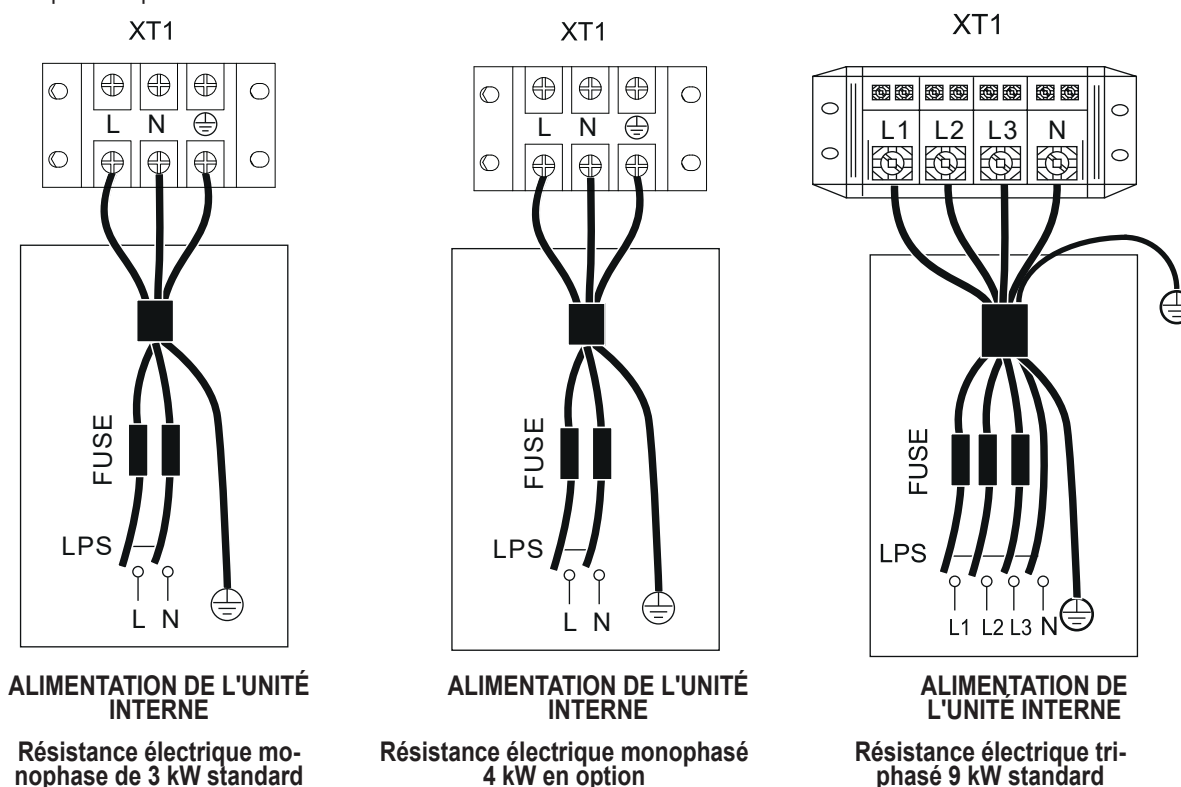 XT1
L N
FUSE
LPS
L N
ALIMENTATION DE L'UNITÉ
INTERNE
Résistance électrique mo-
nophase de 3 kW standard
XT1
L N
FUSE
LPS
L N
ALIMENTATION DE L'UNITÉ
INTERNE
Résistance électrique monophasé
4 kW en option
XT1
L1 L2 L3 N
FUSE
LPS
L1 L2 L3 N
ALIMENTATION DE
L'UNITÉ INTERNE
Résistance électrique tri-
phasé 9 kW standard